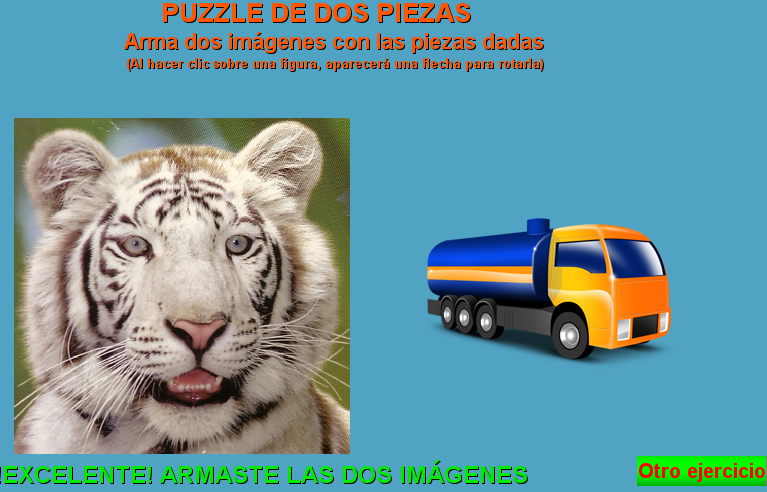 PUZZLE DE DOS PIEZAS
Arma dos imágenes con las piezas dadas
(Al hacer clic sobre una figura, aparecerá una flecha para rotarla)
!EXCELENTE! ARMASTE LAS DOS IMÁGENES
Otro ejercicio